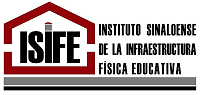 ISIFE
INSTITUTO SINALOENSE
DE LA INFRAESTRUCTURA
FÍSICA EDUCATIVA